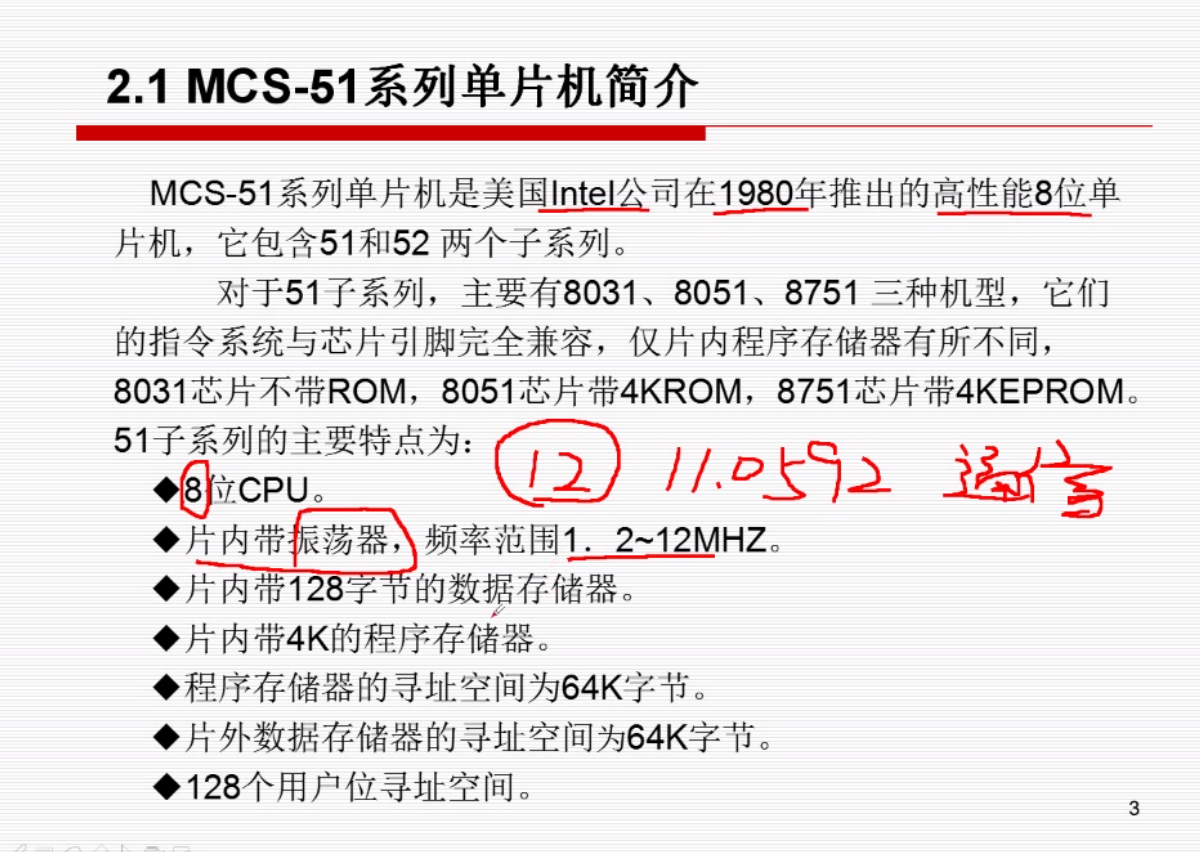 2.1 MCS-51系列单片机简介
MCS-51系列单片机是美国Intel公司在1980年推出的高性能8位单
片机，它包含51和52 两个子系列。
对于51子系列，主要有8031、8051、8751 三种机型，它们
的指令系统与芯片引脚完全兼容，仅片内程序存储器有所不同，
8031芯片不带ROM，8051芯片带4KROM，8751芯片带4KEPROM。
51子系列的主要特点为：
12 11.0592 通信
◆8位CPU。
◆片内带振荡器，频率范围1．2~12MHZ。
◆片内带128字节的数据存储器。
◆片内带4K的程序存储器。
◆程序存储器的寻址空间为64K字节。
◆片外数据存储器的寻址空间为64K字节。
◆128个用户位寻址空间。
3